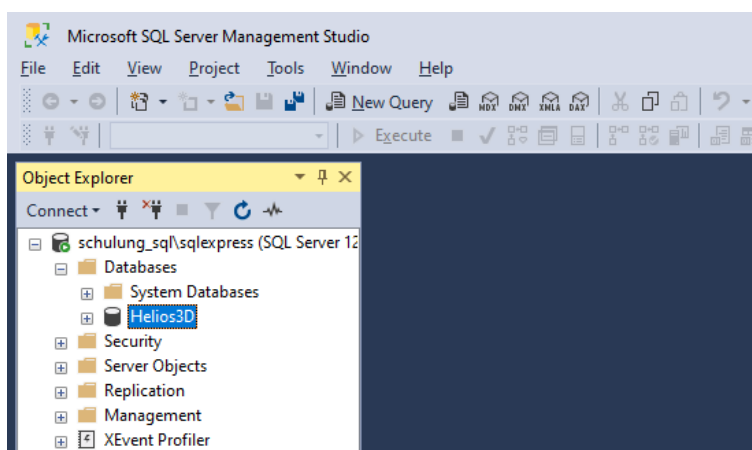 Microsoft SQL Server Management Studio
File Edit View Project Tools Window Help
New Query MDX DMX XMLA DAX
Execute
Object Explorer
Connect
schulung_sql\sqlexpress (SQL Server 12
Databases
System Databases
Helios3D
Security
Server Objects
Replication
Management
XEvent Profiler